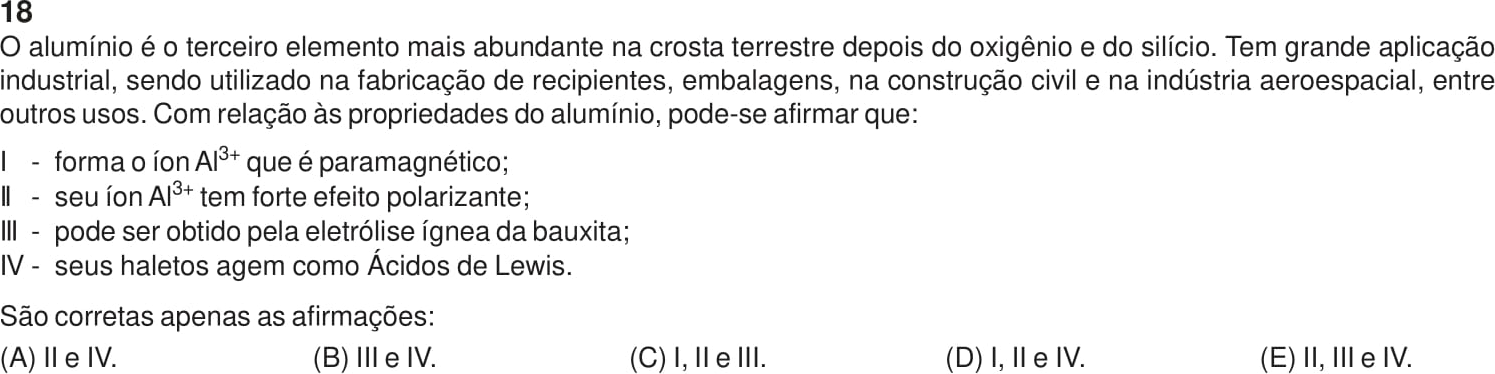 18
O alumínio é o terceiro elemento mais abundante na crosta terrestre depois do oxigênio e do silício. Tem grande aplicação
industrial, sendo utilizado na fabricação de recipientes, embalagens, na construção civil e na indústria aeroespacial, entre
outros usos. Com relação às propriedades do alumínio, pode-se afirmar que:
I - forma o íon Al³⁺ que é paramagnético;
II - seu íon Al³⁺ tem forte efeito polarizante;
III - pode ser obtido pela eletrólise ígnea da bauxita;
IV - seus haletos agem como Ácidos de Lewis.
São corretas apenas as afirmações:
(A) II e IV. (B) III e IV. (C) I, II e III. (D) I, II e IV. (E) II, III e IV.